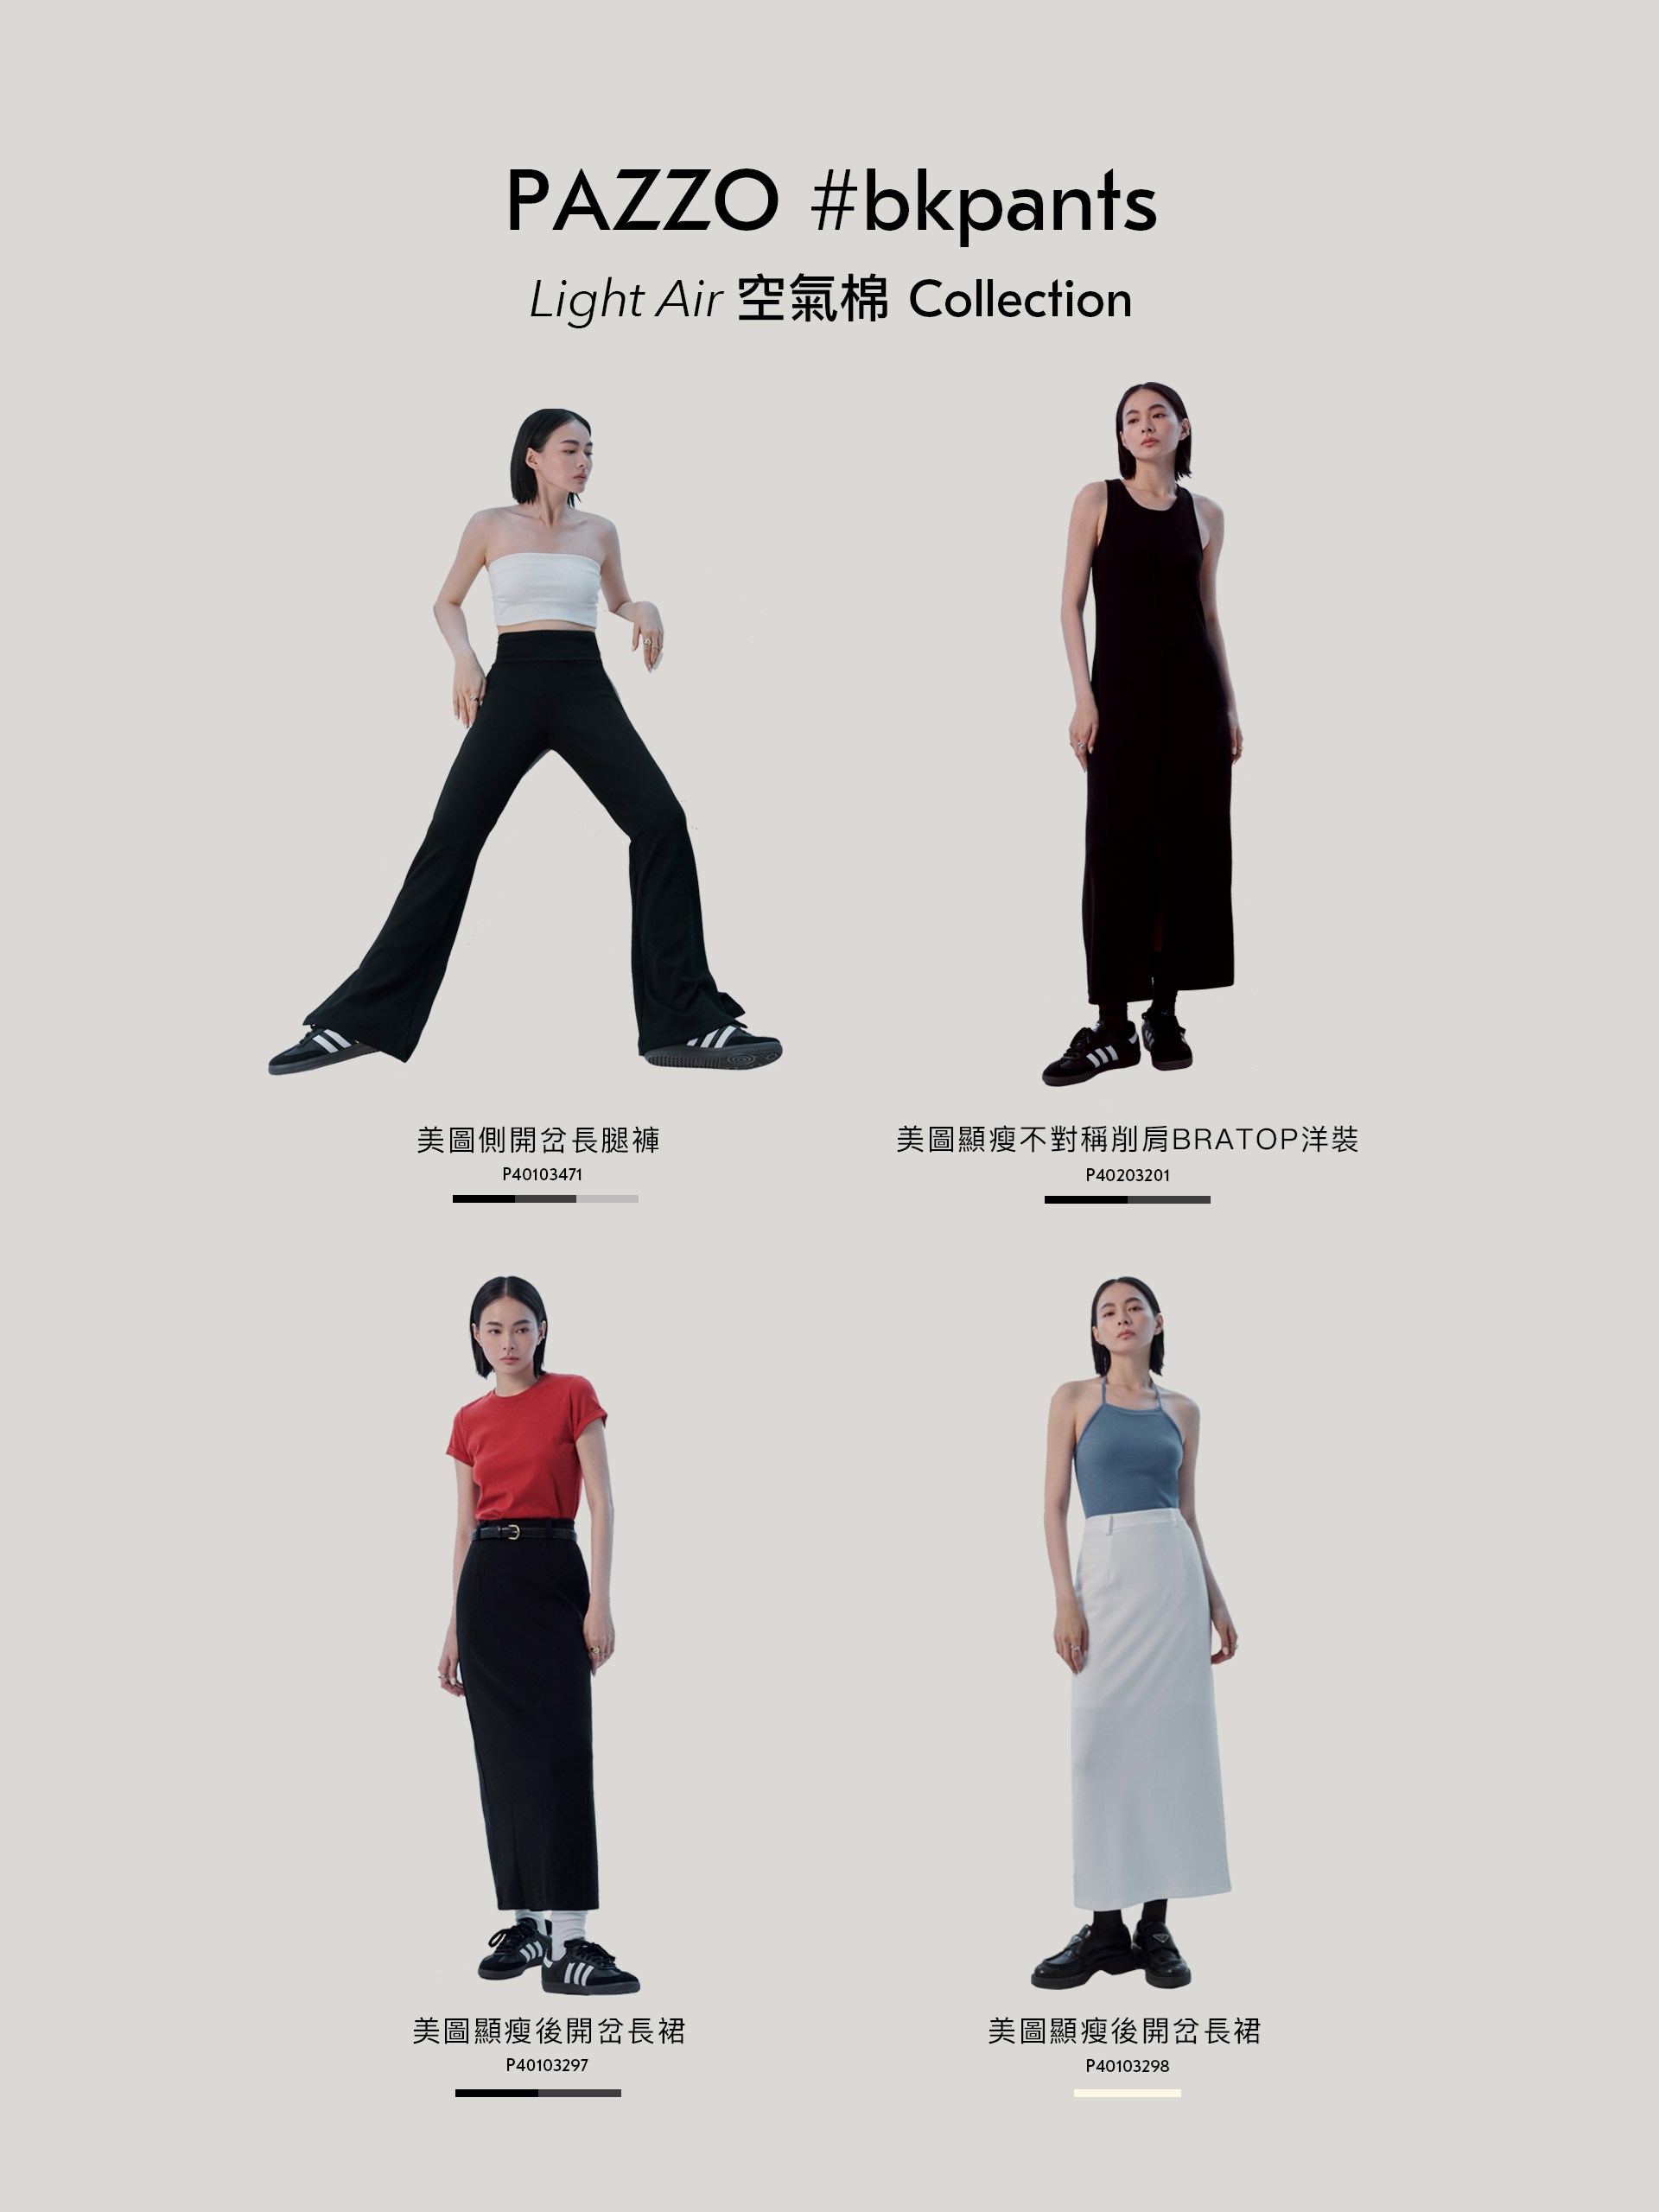 PAZZO #bkpants
Light Air 空氣棉 Collection
美圖側開岔長腿褲
P40103471
美圖顯瘦不對稱削肩BRATOP洋裝
P40203201
美圖顯瘦後開岔長裙
P40103297
美圖顯瘦後開岔長裙
P40103298